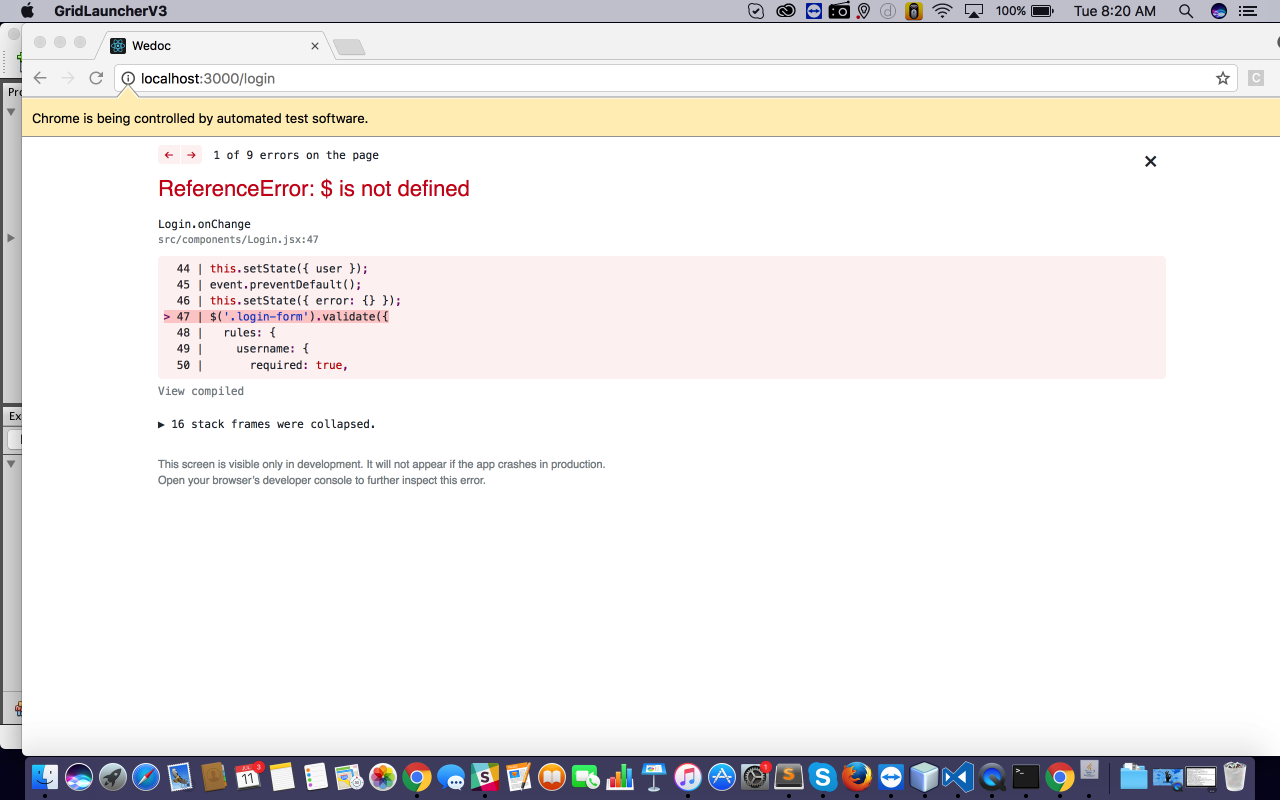 GridLauncherV3
100%
Tue 8:20 AM
Wedoc
localhost:3000/login
C
Pro
Chrome is being controlled by automated test software.
← → 1 of 9 errors on the page
ReferenceError: $ is not defined
Login.onChange
src/components/Login.jsx:47
44 | this.setState({ user });
45 | event.preventDefault();
46 | this.setState({ error: {} });
> 47 | $('.login-form').validate({
48 |   rules: {
49 |     username: {
50 |       required: true,
View compiled
Ex
▶ 16 stack frames were collapsed.
This screen is visible only in development. It will not appear if the app crashes in production.
Open your browser's developer console to further inspect this error.
11
3
1